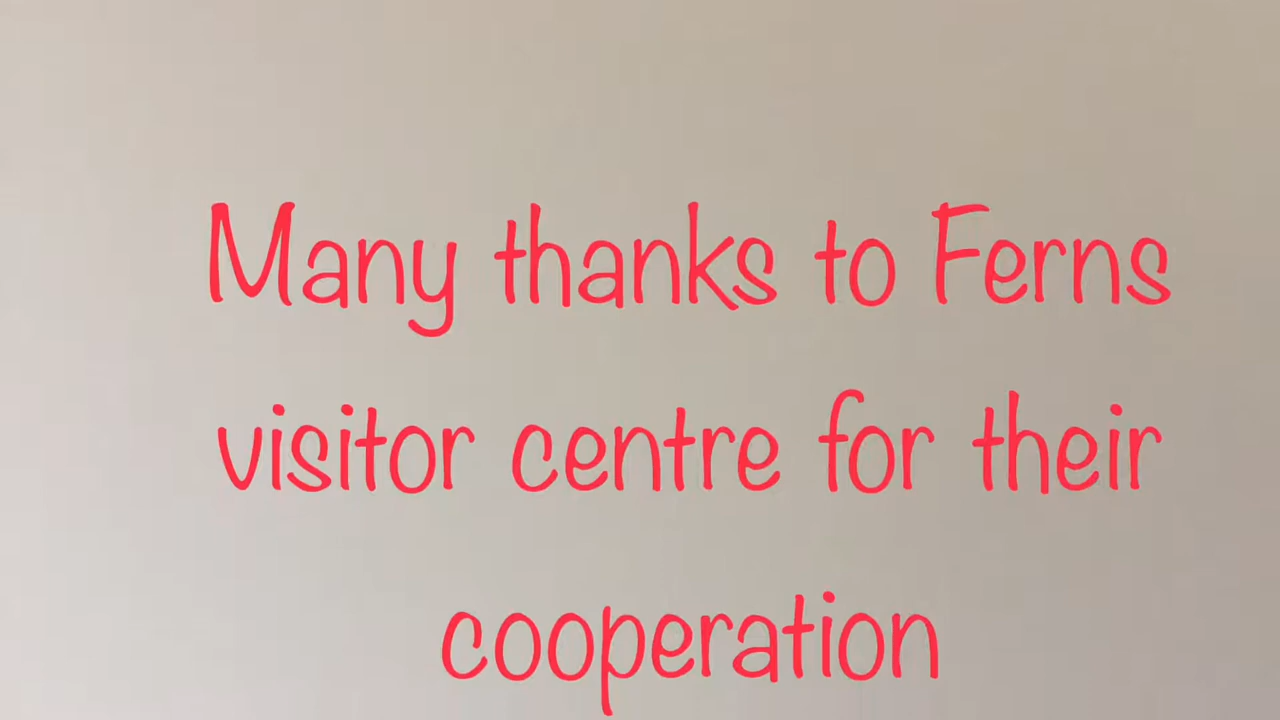 Many thanks to Ferns
visitor centre for their
cooperation